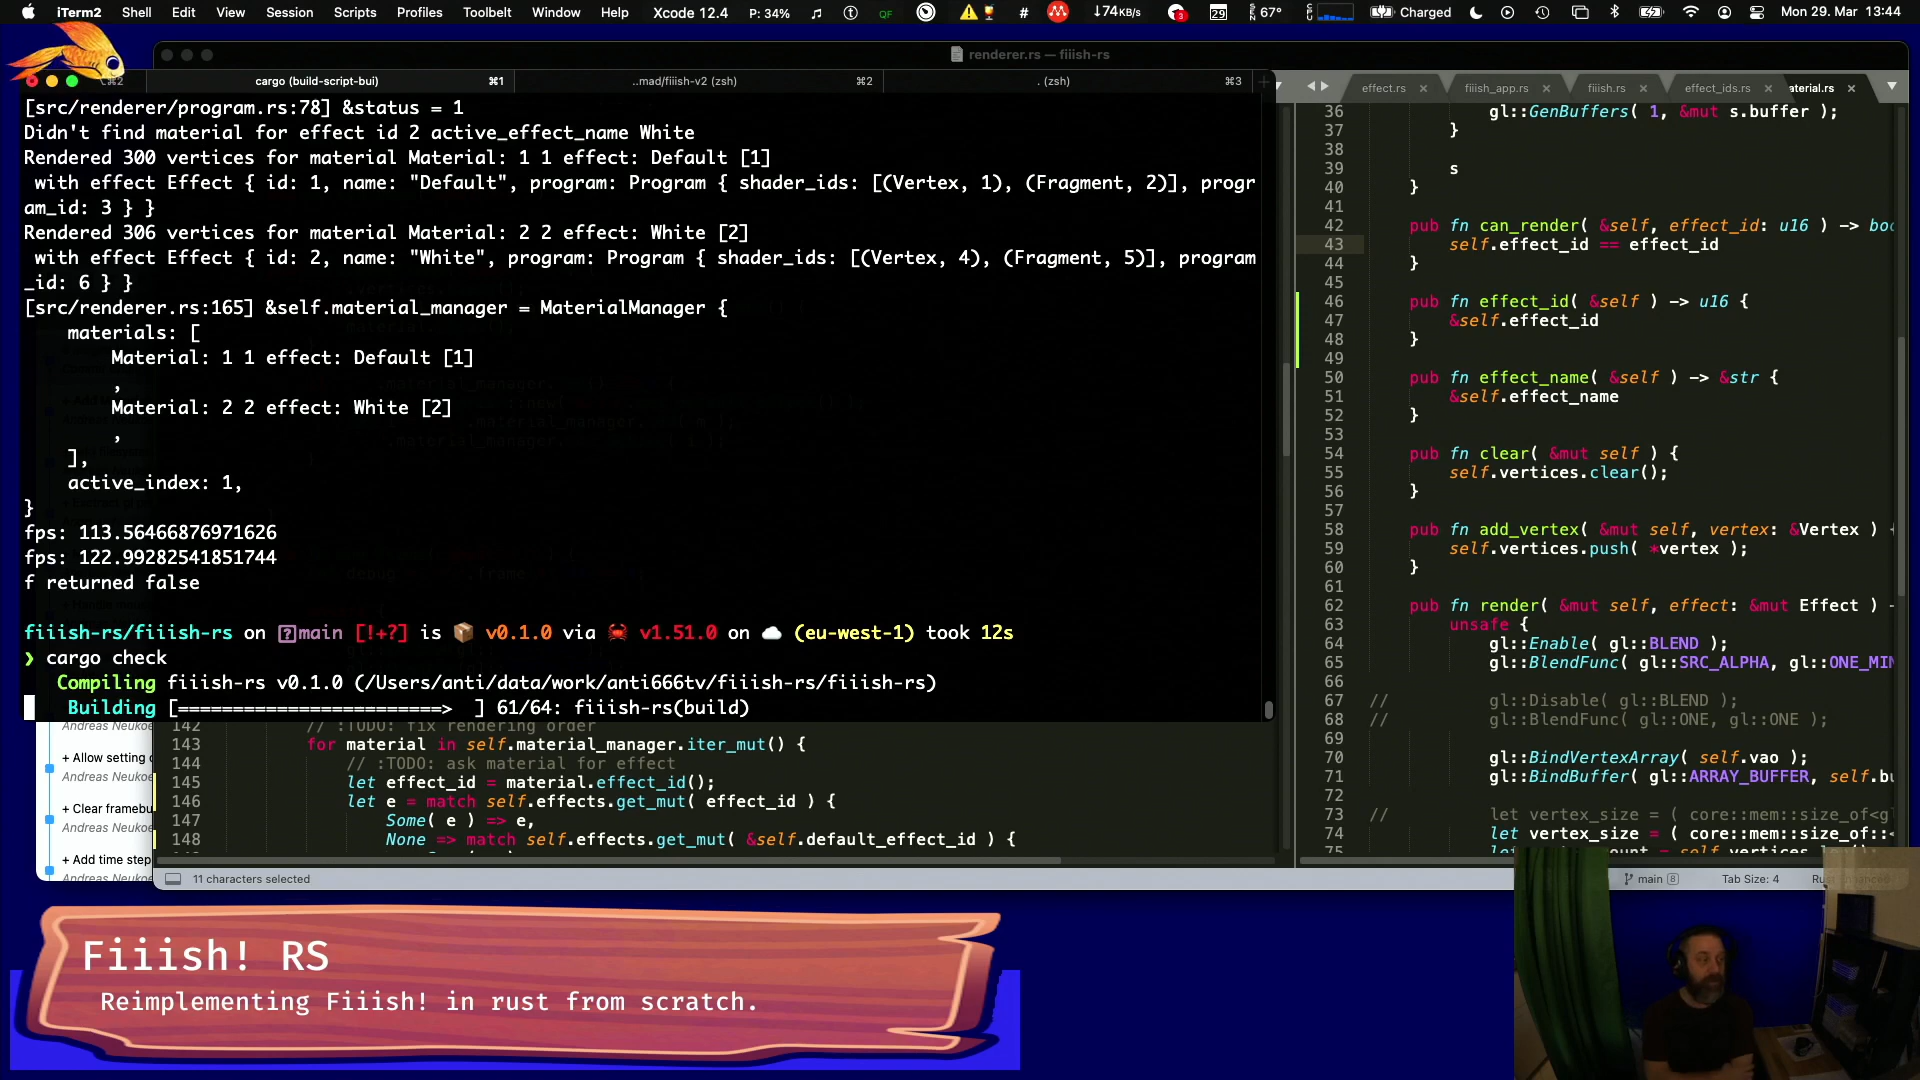 iTerm2 Shell Edit View Session Scripts Profiles Toolbelt Window Help Xcode 12.4 P: 34% QF # 74KB/s 3 29 67° Charged Mon 29. Mar 13:44
renderer.rs — fiiish-rs
⌘2 cargo (build-script-bui) ⌘1 ..mad/fiiish-v2 (zsh) ⌘2 . (zsh) ⌘3
[src/renderer/program.rs:78] &status = 1
Didn't find material for effect id 2 active_effect_name White
Rendered 300 vertices for material Material: 1 1 effect: Default [1]
 with effect Effect { id: 1, name: "Default", program: Program { shader_ids: [(Vertex, 1), (Fragment, 2)], progr
am_id: 3 } }
Rendered 306 vertices for material Material: 2 2 effect: White [2]
 with effect Effect { id: 2, name: "White", program: Program { shader_ids: [(Vertex, 4), (Fragment, 5)], program
_id: 6 } }
[src/renderer.rs:165] &self.material_manager = MaterialManager {
    materials: [
        Material: 1 1 effect: Default [1]
        ,
        Material: 2 2 effect: White [2]
        ,
    ],
    active_index: 1,
}
fps: 113.56466876971626
fps: 122.99282541851744
f returned false
fiiish-rs/fiiish-rs on main [!+?] is 📦 v0.1.0 via 🦀 v1.51.0 on ☁️ (eu-west-1) took 12s
❯ cargo check
   Compiling fiiish-rs v0.1.0 (/Users/anti/data/work/anti666tv/fiiish-rs/fiiish-rs)
    Building [========================>  ] 61/64: fiiish-rs(build)
142 // :TODO: fix rendering order
143 for material in self.material_manager.iter_mut() {
144 // :TODO: ask material for effect
145 let effect_id = material.effect_id();
146 let e = match self.effects.get_mut( effect_id ) {
147 Some( e ) => e,
148 None => match self.effects.get_mut( &self.default_effect_id ) {
11 characters selected
+ Allow setting
Andreas Neukoe
+ Clear framebu
Andreas Neukoe
+ Add time step
Andreas Neukoe
effect.rs fiiish_app.rs fiiish.rs effect_ids.rs aterial.rs
36 gl::GenBuffers( 1, &mut s.buffer );
37 }
38
39 s
40 }
41
42 pub fn can_render( &self, effect_id: u16 ) -> boo
43 self.effect_id == effect_id
44 }
45
46 pub fn effect_id( &self ) -> u16 {
47 &self.effect_id
48 }
49
50 pub fn effect_name( &self ) -> &str {
51 &self.effect_name
52 }
53
54 pub fn clear( &mut self ) {
55 self.vertices.clear();
56 }
57
58 pub fn add_vertex( &mut self, vertex: &Vertex ) {
59 self.vertices.push( *vertex );
60 }
61
62 pub fn render( &mut self, effect: &mut Effect ) -
63 unsafe {
64 gl::Enable( gl::BLEND );
65 gl::BlendFunc( gl::SRC_ALPHA, gl::ONE_MIN
66
67 // gl::Disable( gl::BLEND );
68 // gl::BlendFunc( gl::ONE, gl::ONE );
69
70 gl::BindVertexArray( self.vao );
71 gl::BindBuffer( gl::ARRAY_BUFFER, self.bu
72
73 // let vertex_size = ( core::mem::size_of<g
74 let vertex_size = ( core::mem::size_of::<
75
main 8 Tab Size: 4
Fiiish! RS
Reimplementing Fiiish! in rust from scratch.